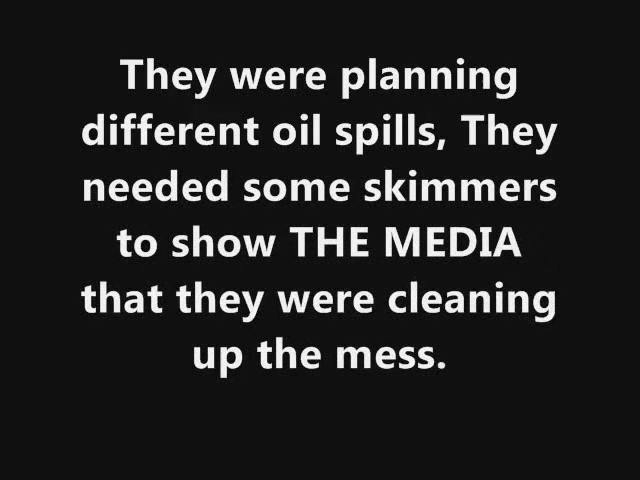 They were planning
different oil spills, They
needed some skimmers
to show THE MEDIA
that they were cleaning
up the mess.